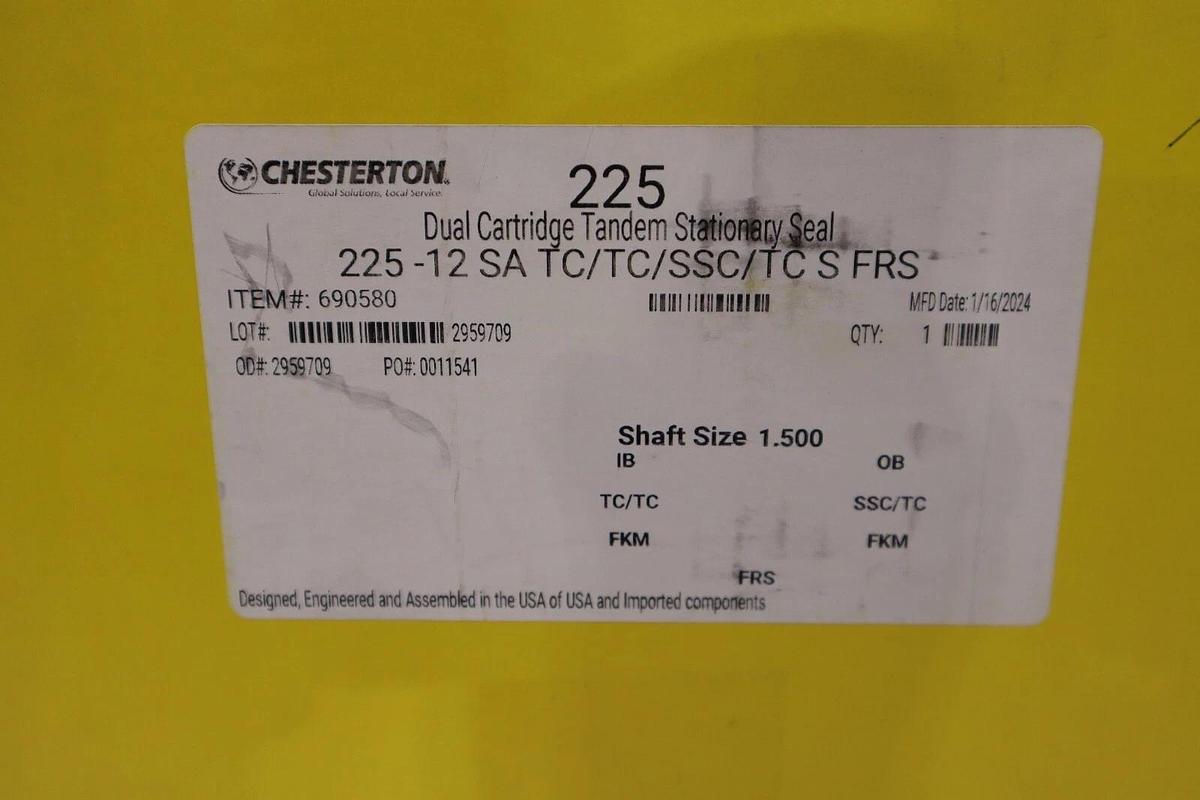 CHESTERTON.
Global Solutions, Local Service.
225
Dual Cartridge Tandem Stationary Seal
225 -12 SA TC/TC/SSC/TC S FRS
ITEM#: 690580
MFD Date: 1/16/2024
LOT#: 2959709
QTY: 1
OD#: 2959709 PO#: 0011541
Shaft Size 1.500
IB OB
TC/TC SSC/TC
FKM FKM
FRS
Designed, Engineered and Assembled in the USA of USA and Imported components